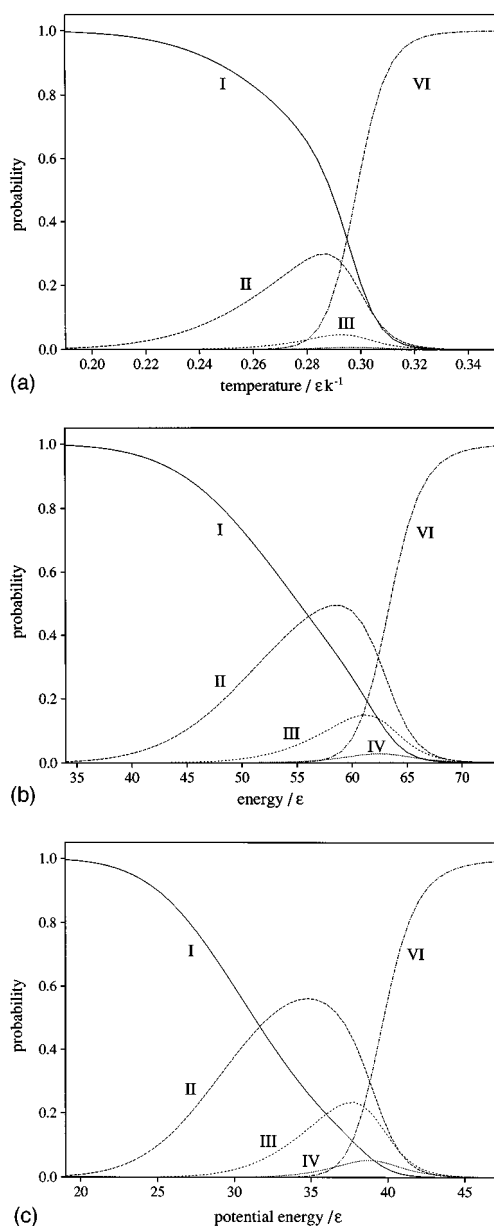 1.0
0.8
0.6
0.4
0.2
0.0
probability
I
VI
II
III
0.20
0.22
0.24
0.26
0.28
0.30
0.32
0.34
(a)
temperature / εk⁻¹
1.0
0.8
0.6
0.4
0.2
0.0
probability
I
VI
II
III
IV
35
40
45
50
55
60
65
70
(b)
energy / ε
1.0
0.8
0.6
0.4
0.2
0.0
probability
I
VI
II
III
IV
20
25
30
35
40
45
(c)
potential energy /ε